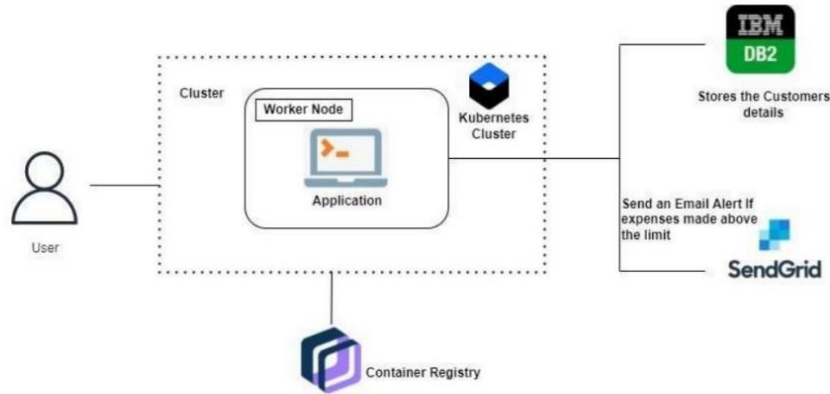 IBM
DB2
Stores the Customers
details
Cluster
Worker Node
Kubernetes
Cluster
Application
User
Send an Email Alert If
expenses made above
the limit
SendGrid
Container Registry